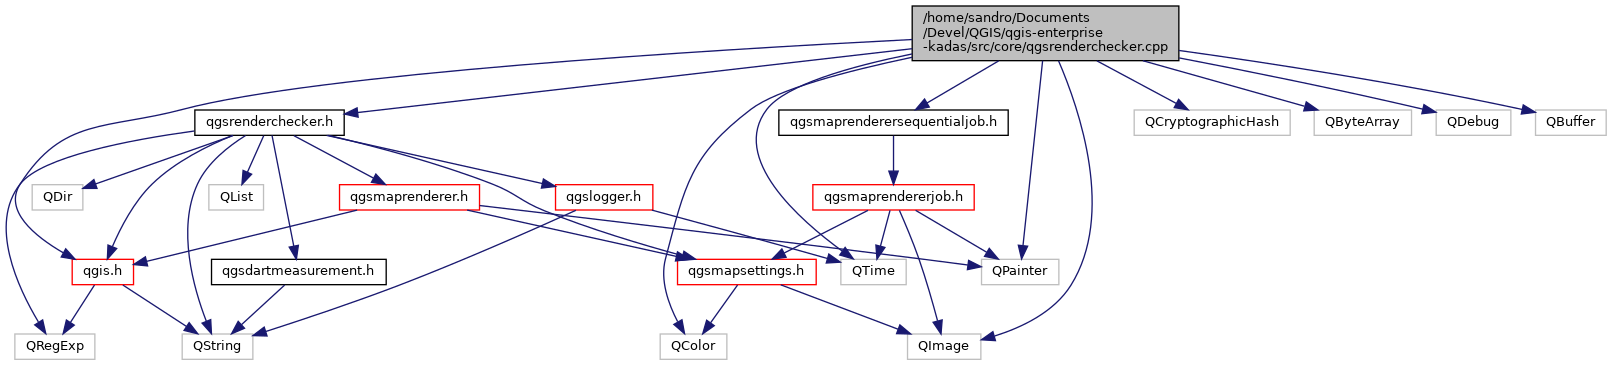 /home/sandro/Documents
/Devel/QGIS/qgis-enterprise
-kadas/src/core/qgsrenderchecker.cpp
qgsrenderchecker.h
qgsmaprenderersequentialjob.h
QCryptographicHash
QByteArray
QDebug
QBuffer
QDir
QList
qgsmaprenderer.h
qgslogger.h
qgsmaprendererjob.h
qgis.h
qgsdartmeasurement.h
qgsmapsettings.h
QTime
QPainter
QRegExp
QString
QColor
QImage